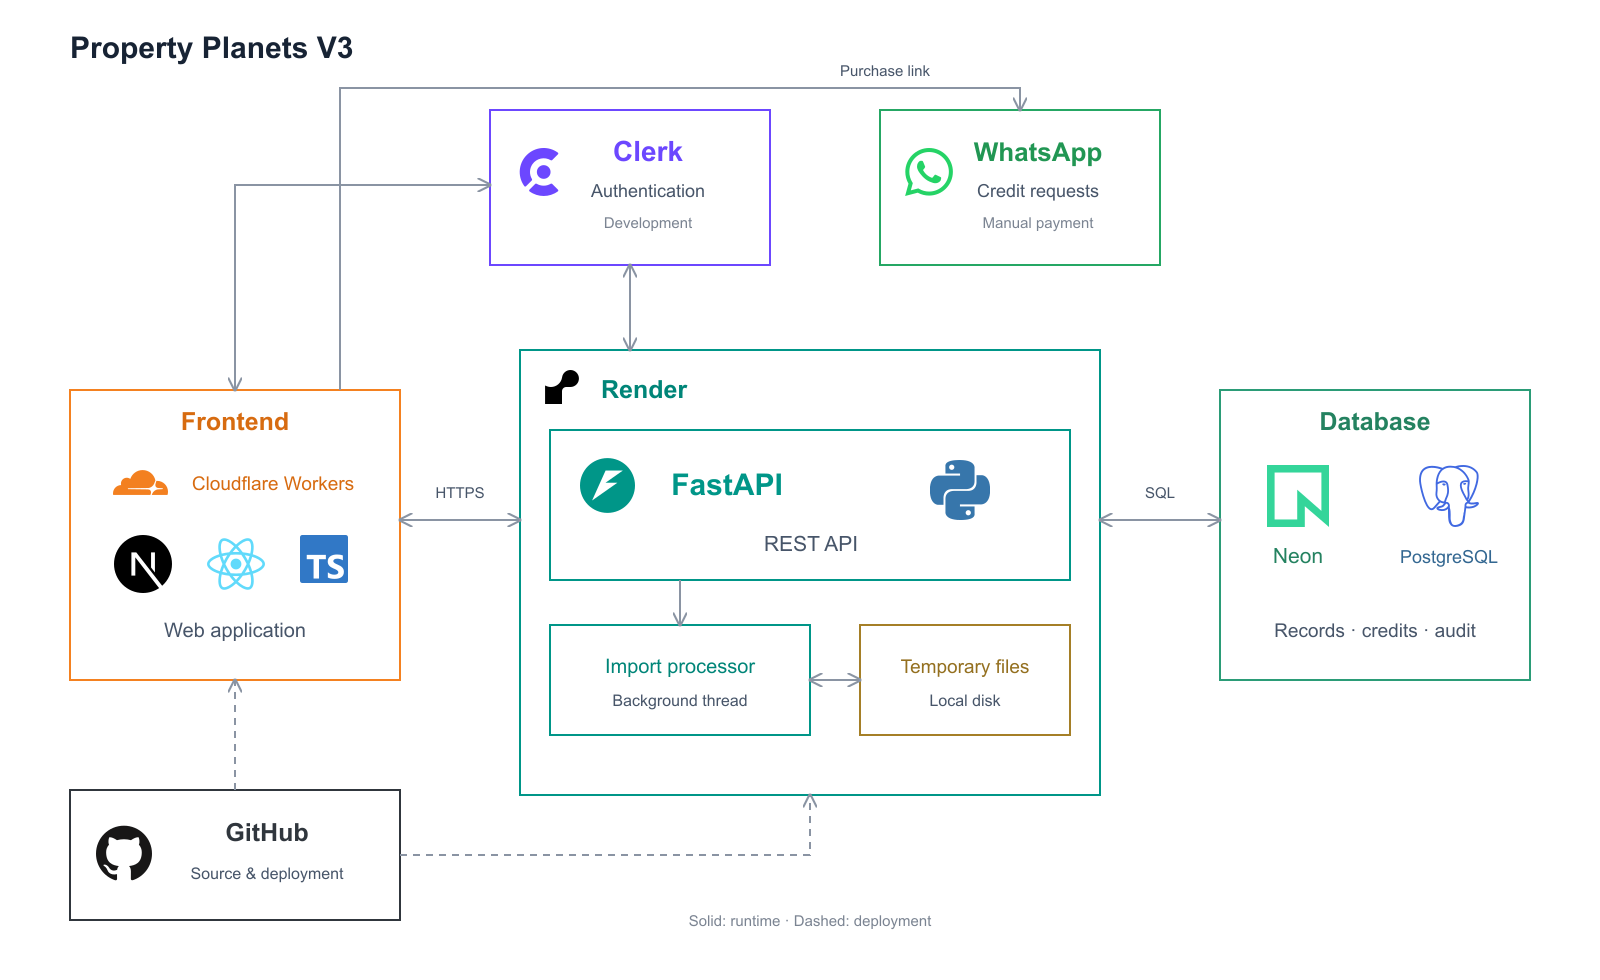 Property Planets V3
Purchase link
Clerk
Authentication
Development
WhatsApp
Credit requests
Manual payment
Frontend
Cloudflare Workers
TS
Web application
HTTPS
Render
FastAPI
REST API
Import processor
Background thread
Temporary files
Local disk
SQL
Database
Neon
PostgreSQL
Records · credits · audit
GitHub
Source & deployment
Solid: runtime · Dashed: deployment